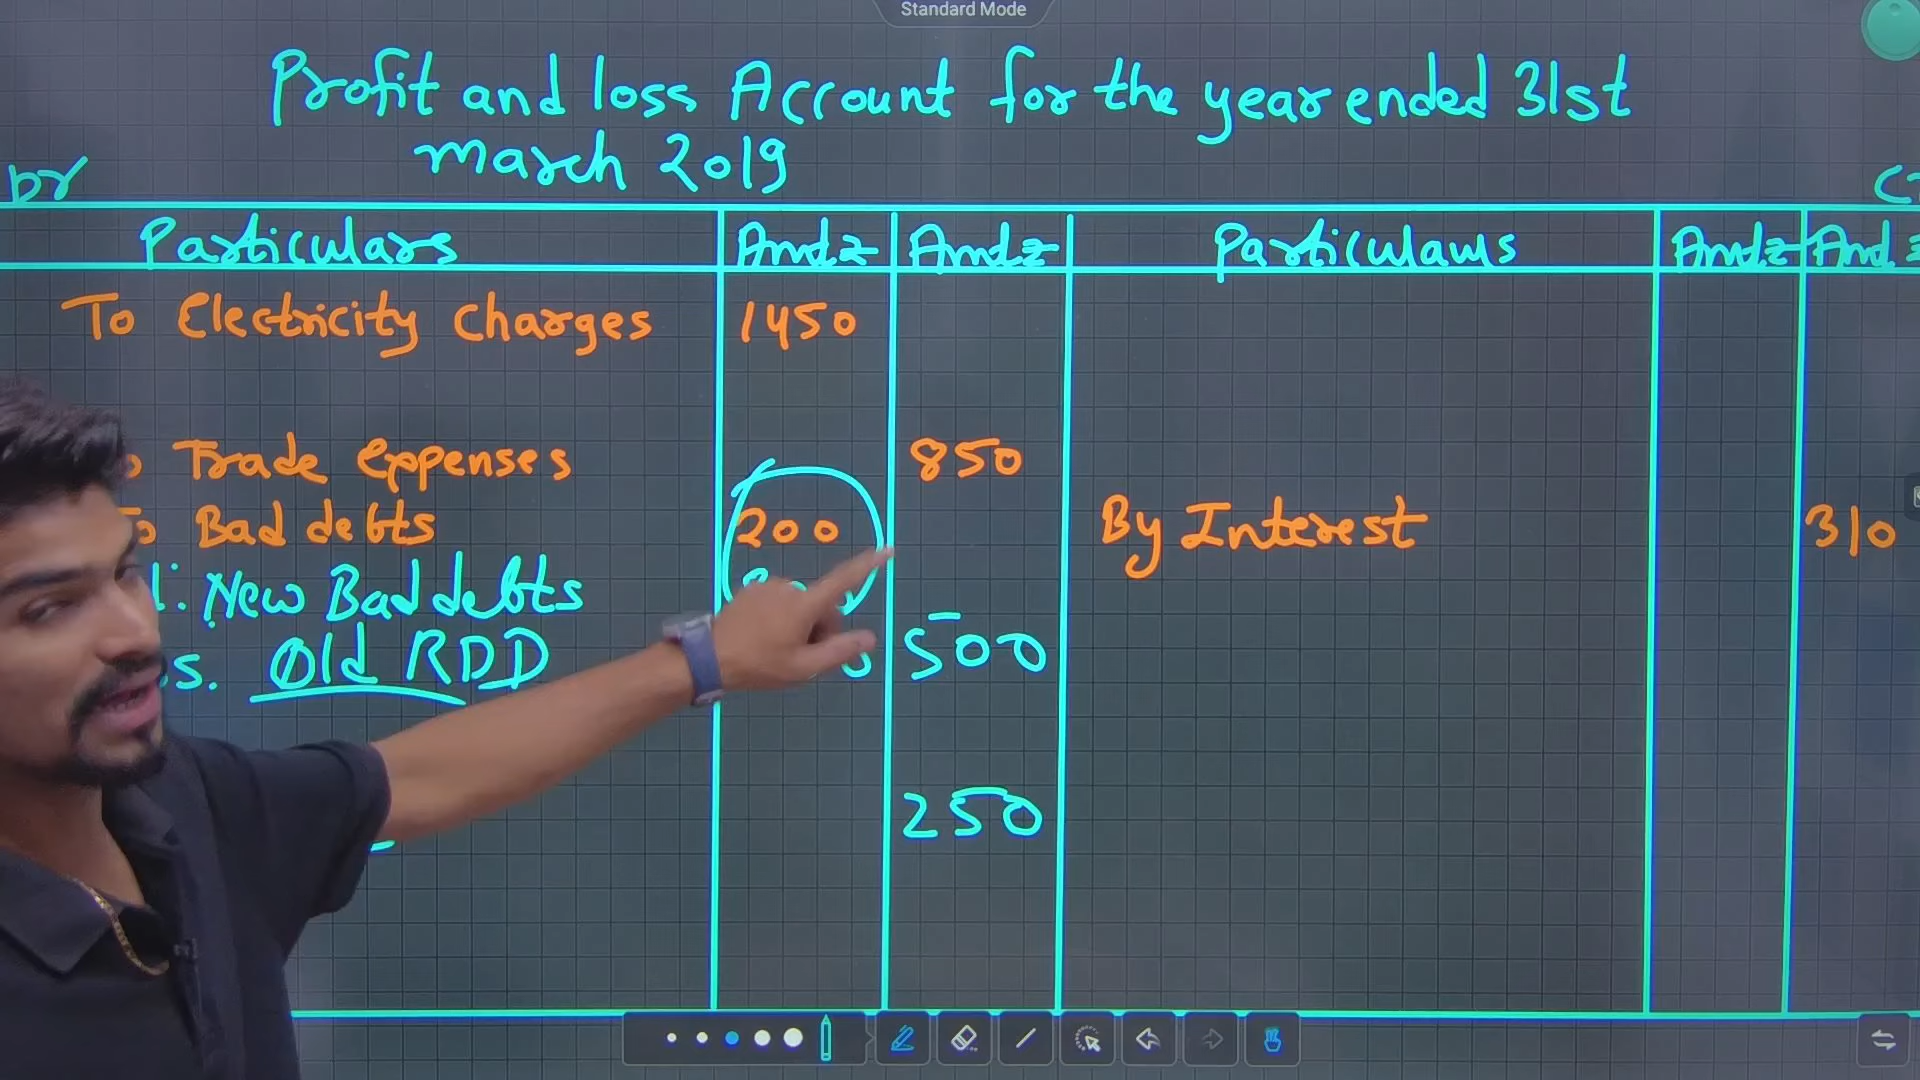 Standard Mode
Profit and loss Account for the year ended 31st
march 2019
Dr
Particulars Amt₹ Amt₹ Particulaws Amt₹ Amt ₹
To Electricity Charges 1450
Trade expenses 850
Bad debts 200 By Interest 310
New Bad debts
Old RDD 500
250